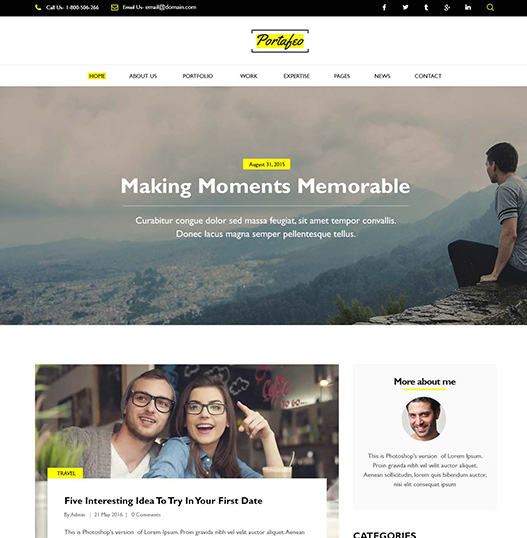 Call Us- 1-800-506-266
Email Us- email@domain.com
Portafeo
HOME ABOUT US PORTFOLIO WORK EXPERTISE PAGES NEWS CONTACT
August 31, 2015
Making Moments Memorable
Curabitur congue dolor sed massa feugiat, sit amet tempor convallis.
Donec lacus magna semper pellentesque tellus.
TRAVEL
Five Interesting Idea To Try In Your First Date
By Admin | 21 May 2016 | 0 Comments
This is Photoshop's version of Lorem Ipsum. Proin gravida nibh vel velit auctor aliquet. Aenean
More about me
This is Photoshop's version of Lorem Ipsum.
Proin gravida nibh vel velit auctor aliquet.
Aenean sollicitudin, lorem quis bibendum auctor,
nisi elit consequat ipsum
CATEGORIES